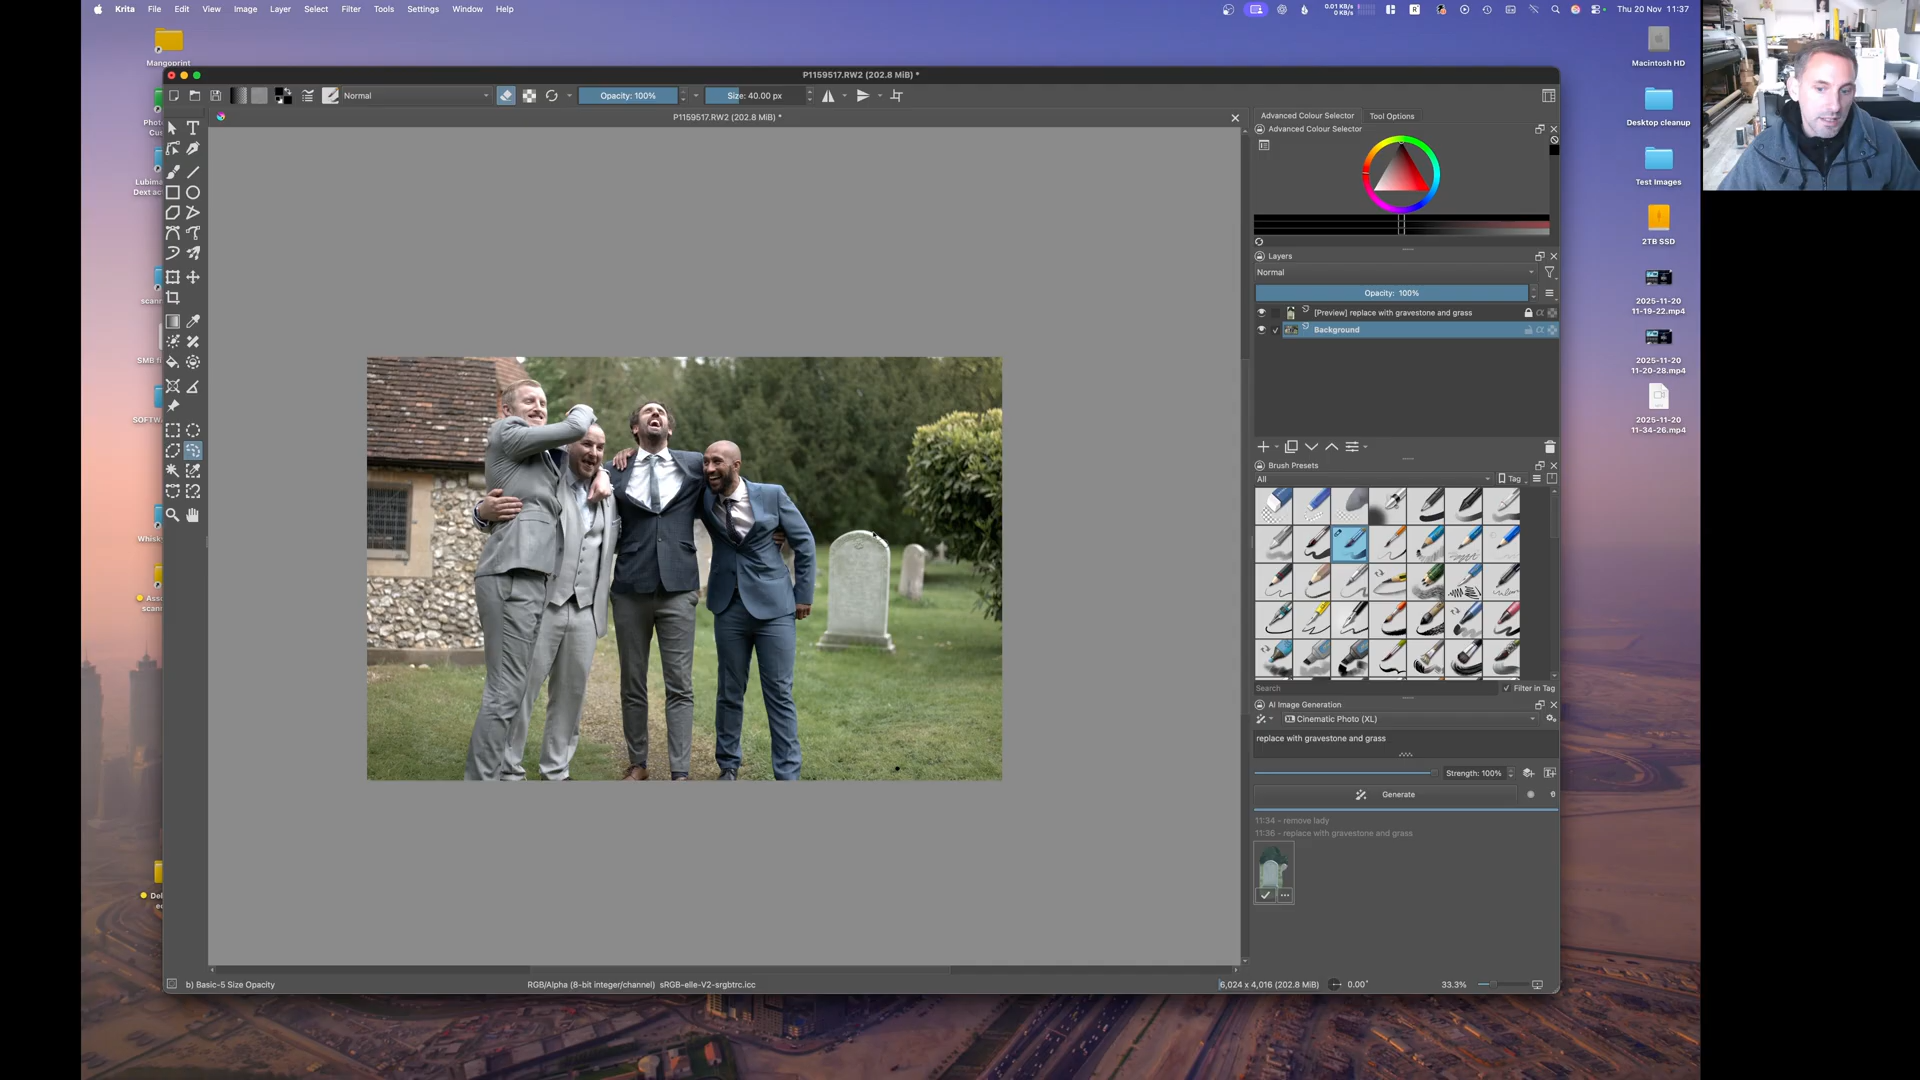 Krita File Edit View Image Layer Select Filter Tools Settings Window Help
0.01 KB/s
0 KB/s
Thu 20 Nov 11:37
Mangoprint
Macintosh HD
Desktop cleanup
Test Images
2TB SSD
2025-11-20
11-19-22.mp4
2025-11-20
11-20-28.mp4
2025-11-20
11-34-26.mp4
P1159517.RW2 (202.8 MiB) *
Normal
Opacity: 100%
Size: 40.00 px
P1159517.RW2 (202.8 MiB) *
Advanced Colour Selector Tool Options
Advanced Colour Selector
Layers
Normal
Opacity: 100%
[Preview] replace with gravestone and grass
Background
Brush Presets
All
Tag
Search
Filter in Tag
AI Image Generation
Cinematic Photo (XL)
replace with gravestone and grass
Strength: 100%
Generate
11:34 - remove lady
11:36 - replace with gravestone and grass
b) Basic-5 Size Opacity
RGB/Alpha (8-bit integer/channel) sRGB-elle-V2-srgbtrc.icc
6,024 x 4,016 (202.8 MiB)
0.00°
33.3%